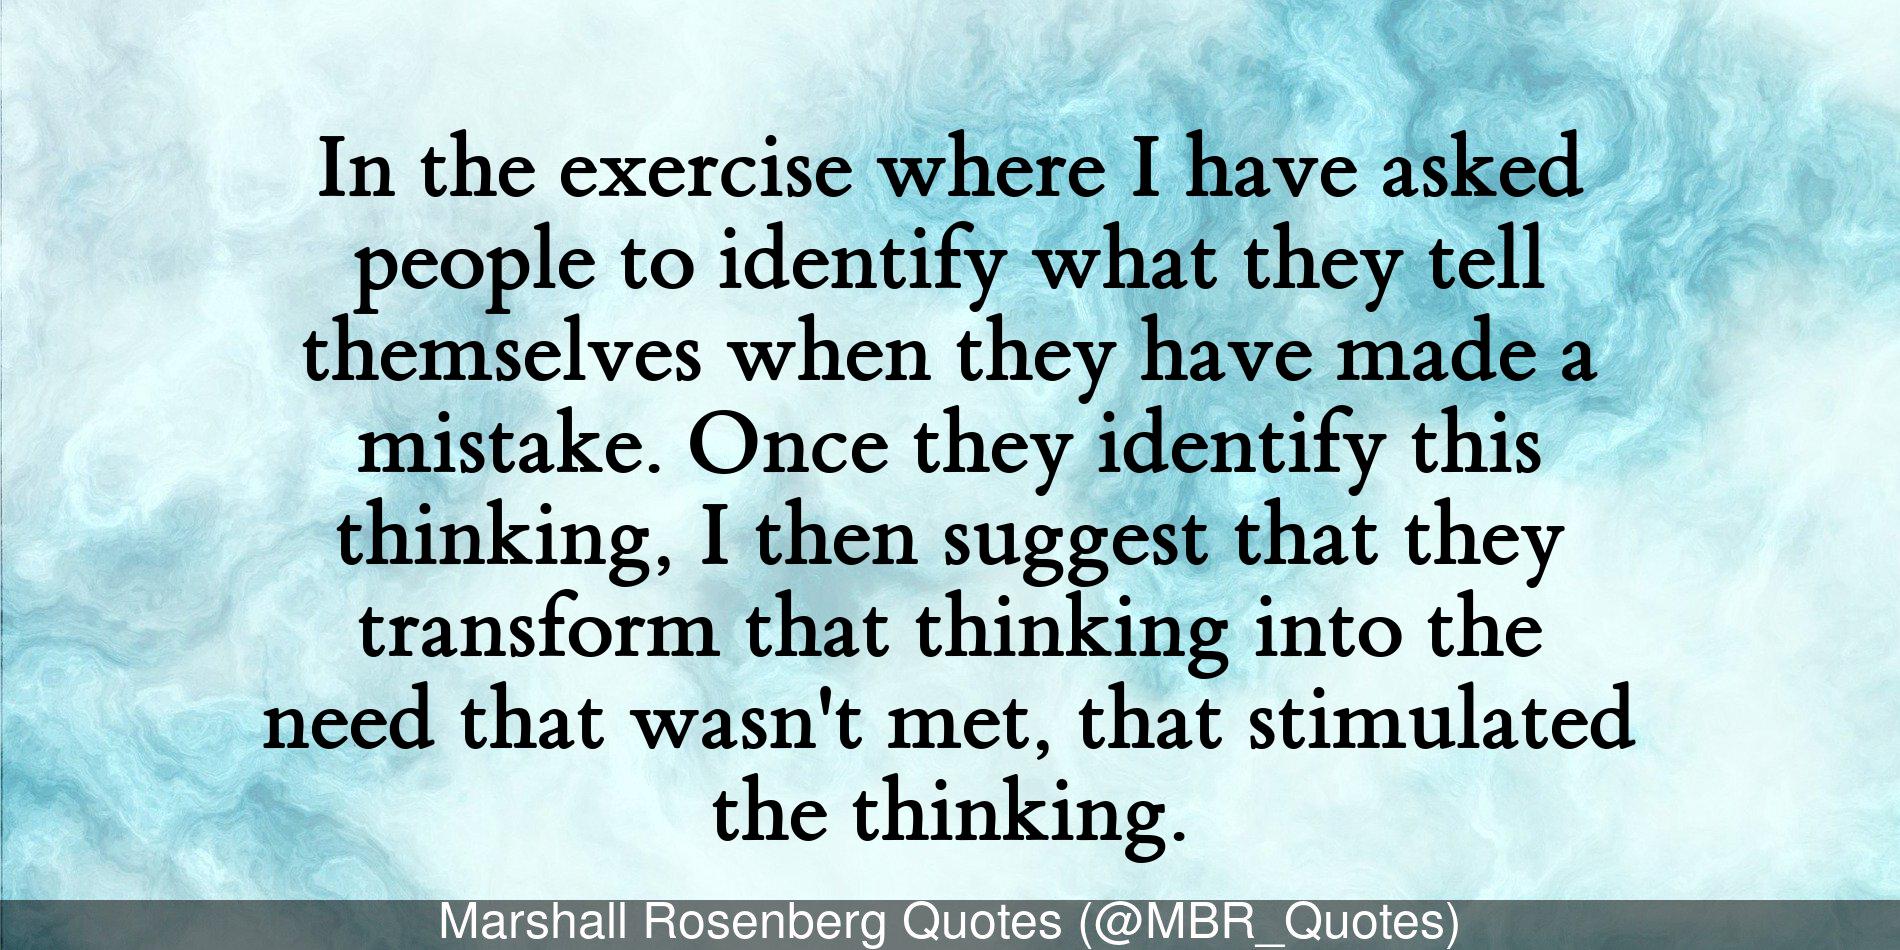 In the exercise where I have asked
people to identify what they tell
themselves when they have made a
mistake. Once they identify this
thinking, I then suggest that they
transform that thinking into the
need that wasn't met, that stimulated
the thinking.
Marshall Rosenberg Quotes (@MBR_Quotes)